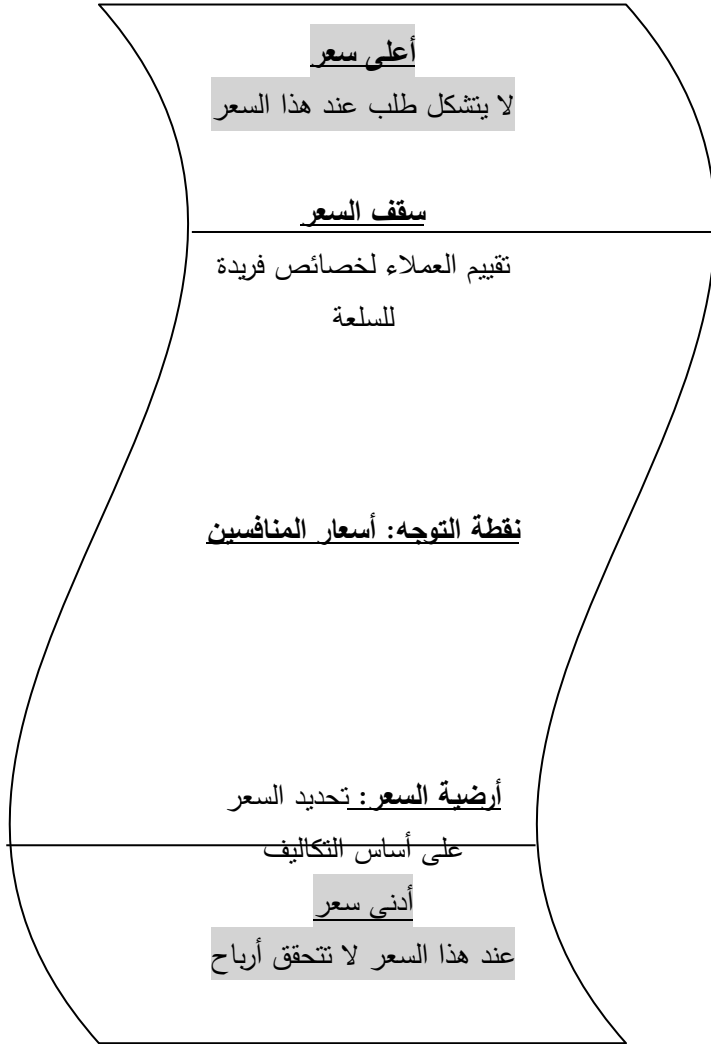 أعلى سعر
لا يتشكل طلب عند هذا السعر
سقف السعر
تقييم العملاء لخصائص فريدة
للسلعة
نقطة التوجه: أسعار المنافسين
أرضية السعر: تحديد السعر
على أساس التكاليف
أدنى سعر
عند هذا السعر لا تتحقق أرباح